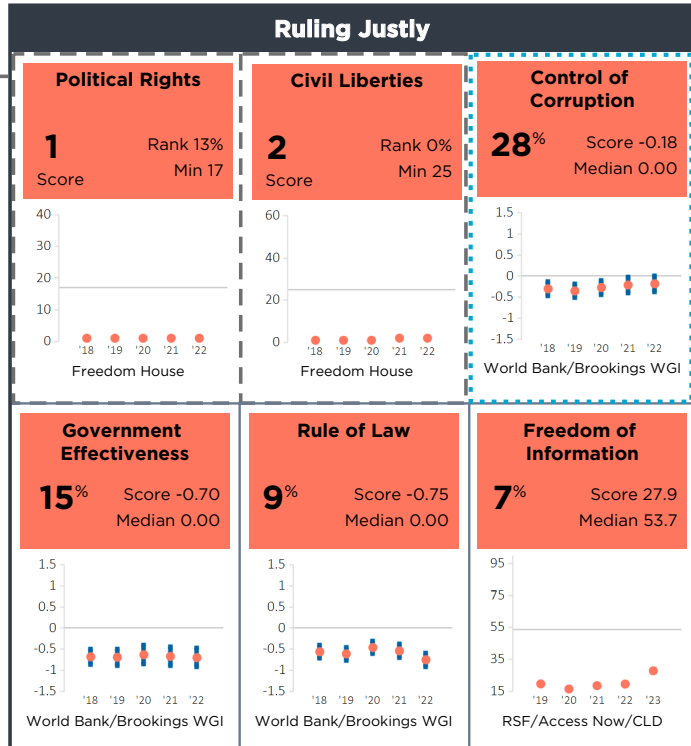 Ruling Justly
Political Rights
1
Score
Rank 13%
Min 17
40
30
20
10
0
'18 '19 '20 '21 '22
Freedom House
Civil Liberties
2
Score
Rank 0%
Min 25
60
40
20
0
'18 '19 '20 '21 '22
Freedom House
Control of
Corruption
28%
Score -0.18
Median 0.00
1.5
1
0.5
0
-0.5
-1
-1.5
'18 '19 '20 '21 '22
World Bank/Brookings WGI
Government
Effectiveness
15%
Score -0.70
Median 0.00
1.5
1
0.5
0
-0.5
-1
-1.5
'18 '19 '20 '21 '22
World Bank/Brookings WGI
Rule of Law
9%
Score -0.75
Median 0.00
1.5
1
0.5
0
-0.5
-1
-1.5
'18 '19 '20 '21 '22
World Bank/Brookings WGI
Freedom of
Information
7%
Score 27.9
Median 53.7
95
75
55
35
15
'19 '20 '21 '22 '23
RSF/Access Now/CLD